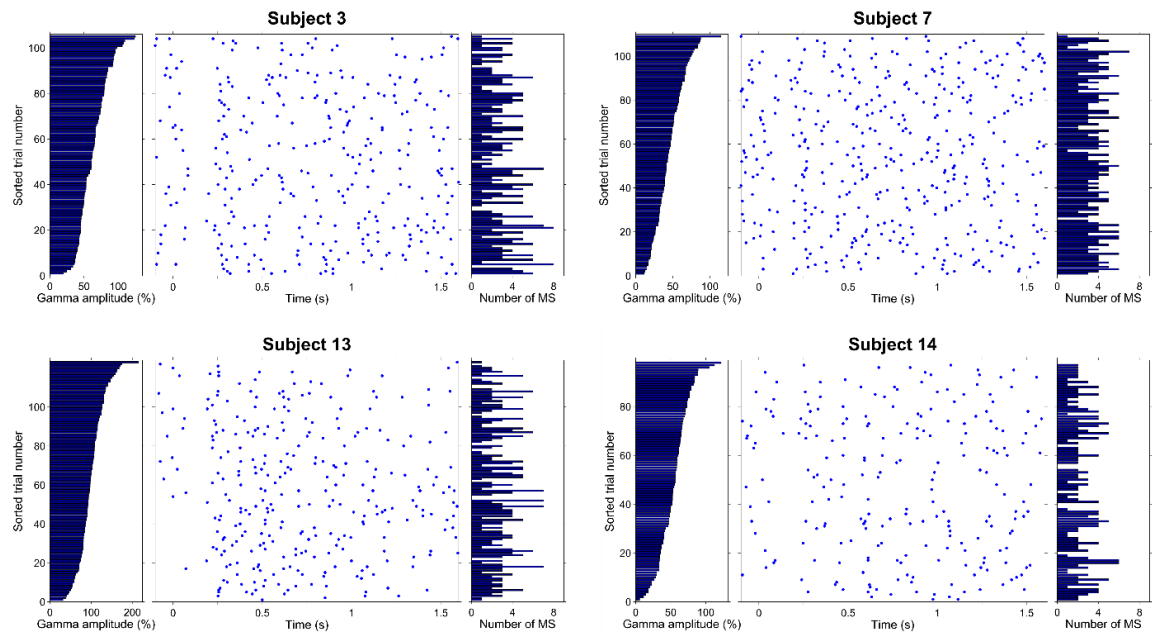 Subject 3
Sorted trial number
100
80
60
40
20
0
0 50 100
Gamma amplitude (%)
0 0.5 1 1.5
Time (s)
0 4 8
Number of MS
Subject 7
Sorted trial number
100
80
60
40
20
0
0 50 100
Gamma amplitude (%)
0 0.5 1 1.5
Time (s)
0 4 8
Number of MS
Subject 13
Sorted trial number
100
80
60
40
20
0
0 100 200
Gamma amplitude (%)
0 0.5 1 1.5
Time (s)
0 4 8
Number of MS
Subject 14
Sorted trial number
80
60
40
20
0
0 50 100
Gamma amplitude (%)
0 0.5 1 1.5
Time (s)
0 4 8
Number of MS